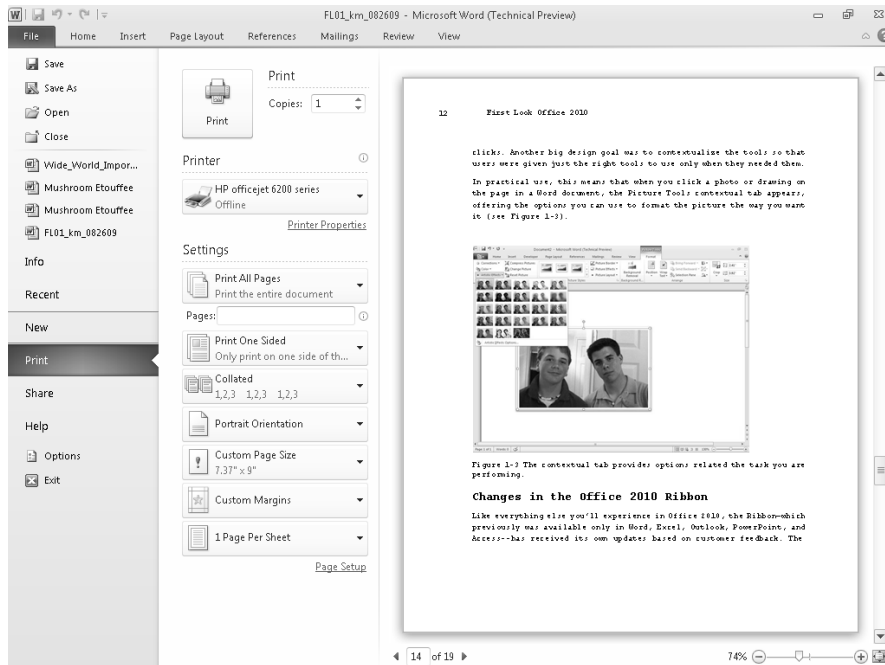 FL01_km_082609 - Microsoft Word (Technical Preview)
File Home Insert Page Layout References Mailings Review View
Save
Save As
Open
Close
Wide_World_Impor...
Mushroom Etouffee
Mushroom Etouffee
FL01_km_082609
Info
Recent
New
Print
Share
Help
Options
Exit
Print
Print
Copies: 1
Printer
HP officejet 6200 series
Offline
Printer Properties
Settings
Print All Pages
Print the entire document
Pages:
Print One Sided
Only print on one side of th...
Collated
1,2,3 1,2,3 1,2,3
Portrait Orientation
Custom Page Size
7.37" x 9"
Custom Margins
1 Page Per Sheet
Page Setup
12 First Look Office 2010
clicks. Another big design goal was to contextualize the tools so that
users were given just the right tools to use only when they needed them.
In practical use, this means that when you click a photo or drawing on
the page in a Word document, the Picture Tools contextual tab appears,
offering the options you can use to format the picture the way you want
it (see Figure 1-3).
Figure 1-3 The contextual tab provides options related the task you are
performing.
Changes in the Office 2010 Ribbon
Like everything else you'll experience in Office 2010, the Ribbon—which
previously was available only in Word, Excel, Outlook, PowerPoint, and
Access--has received its own updates based on customer feedback. The
14 of 19
74%